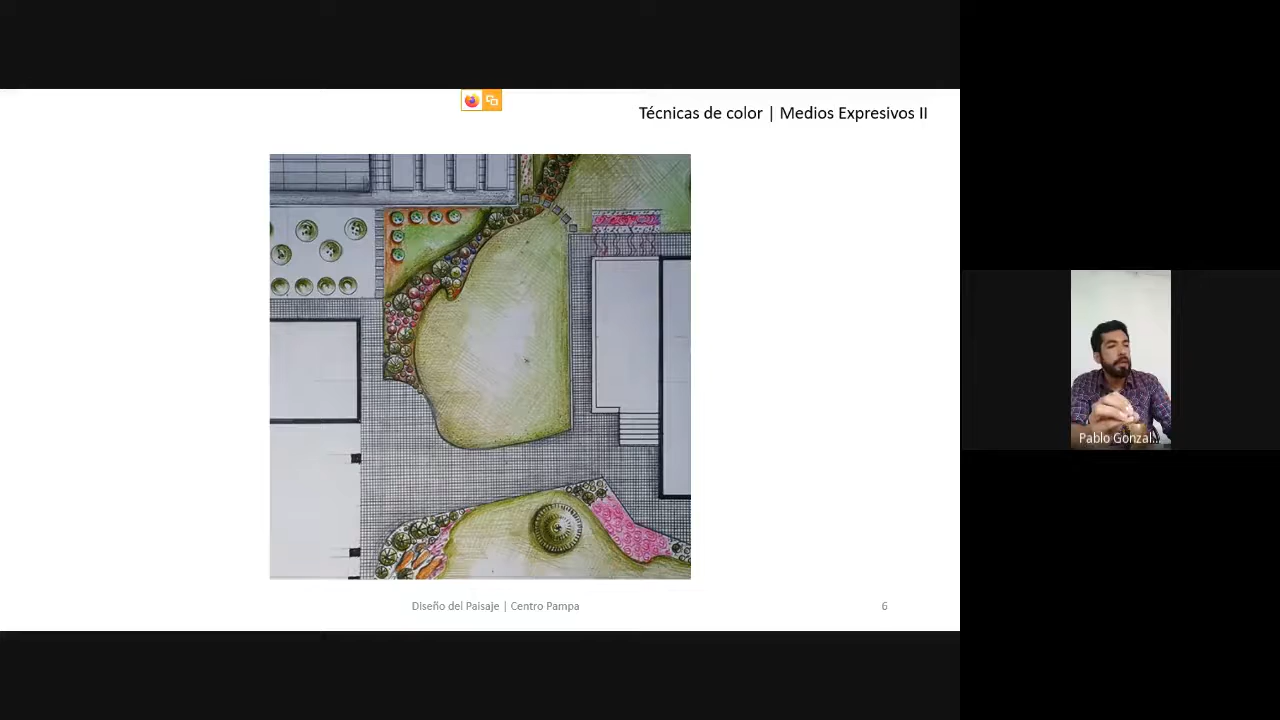 Técnicas de color | Medios Expresivos II
Pablo Gonzal...
Diseño del Paisaje | Centro Pampa
6